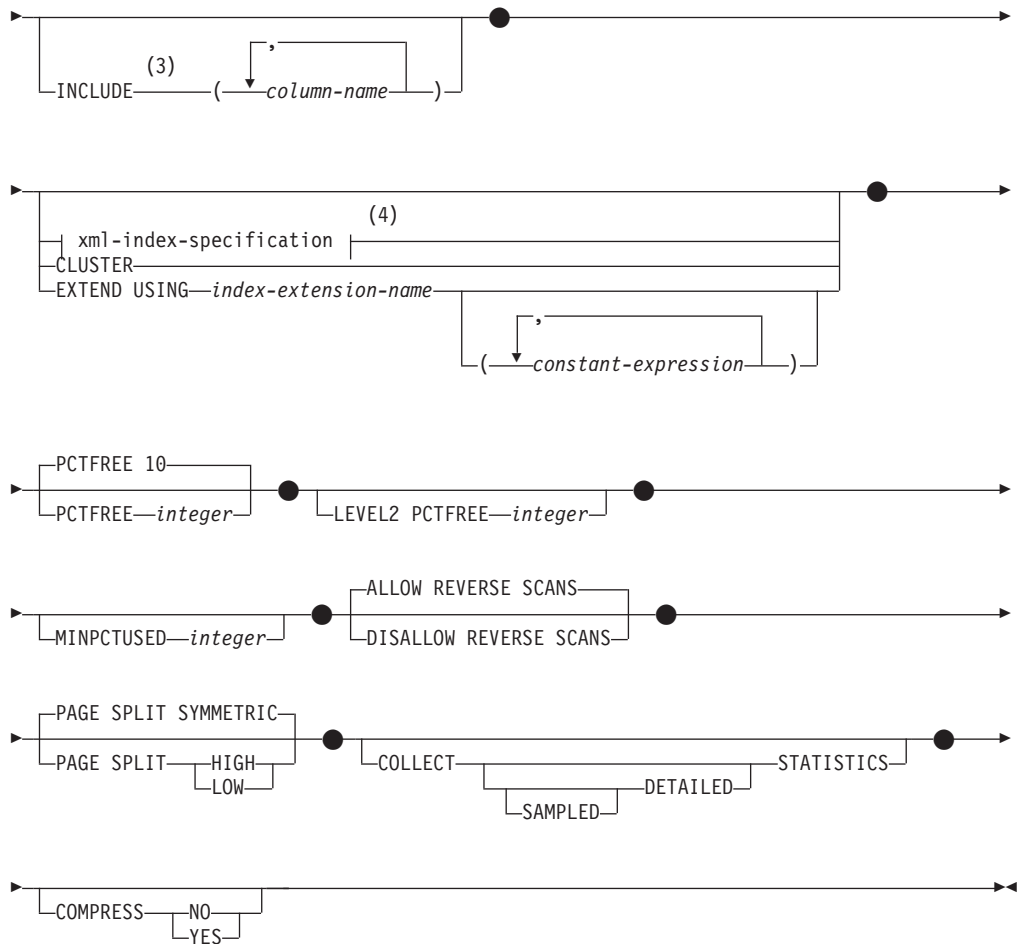 ,
(3)
INCLUDE ( column-name )
(4)
xml-index-specification
CLUSTER
EXTEND USING index-extension-name
,
( constant-expression )
PCTFREE 10
PCTFREE integer LEVEL2 PCTFREE integer
ALLOW REVERSE SCANS
MINPCTUSED integer DISALLOW REVERSE SCANS
PAGE SPLIT SYMMETRIC
PAGE SPLIT HIGH COLLECT STATISTICS
LOW DETAILED
SAMPLED
COMPRESS NO
YES